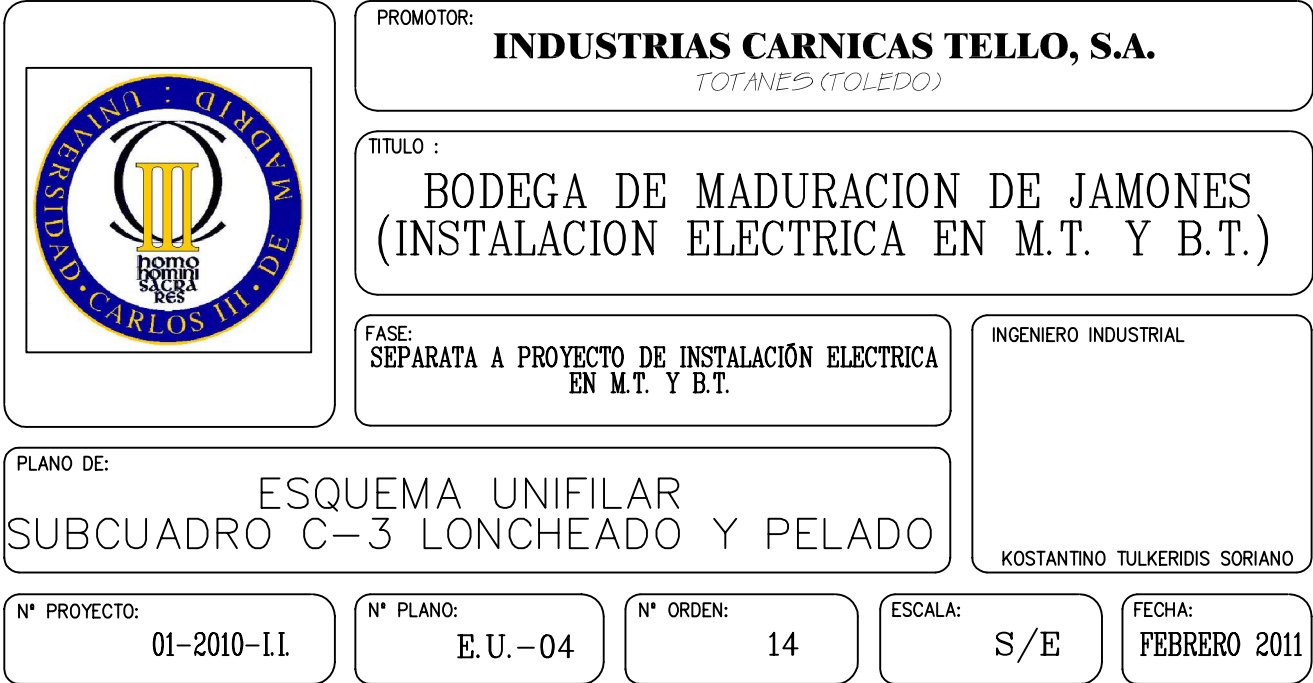 UNIVERSIDAD · CARLOS III · DE MADRID :
homo
homini
SACRA
RES
PROMOTOR:
INDUSTRIAS CARNICAS TELLO, S.A.
TOTANES (TOLEDO)
TITULO :
BODEGA DE MADURACION DE JAMONES
(INSTALACION ELECTRICA EN M.T. Y B.T.)
FASE:
SEPARATA A PROYECTO DE INSTALACIÓN ELECTRICA
EN M.T. Y B.T.
INGENIERO INDUSTRIAL
KOSTANTINO TULKERIDIS SORIANO
PLANO DE:
ESQUEMA UNIFILAR
SUBCUADRO C-3 LONCHEADO Y PELADO
Nº PROYECTO:
01-2010-I.I.
Nº PLANO:
E.U.-04
Nº ORDEN:
14
ESCALA:
S/E
FECHA:
FEBRERO 2011